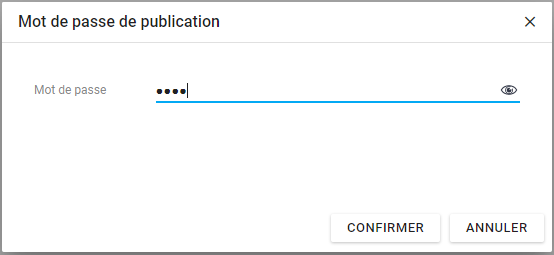 Mot de passe de publication
Mot de passe ••••
CONFIRMER ANNULER